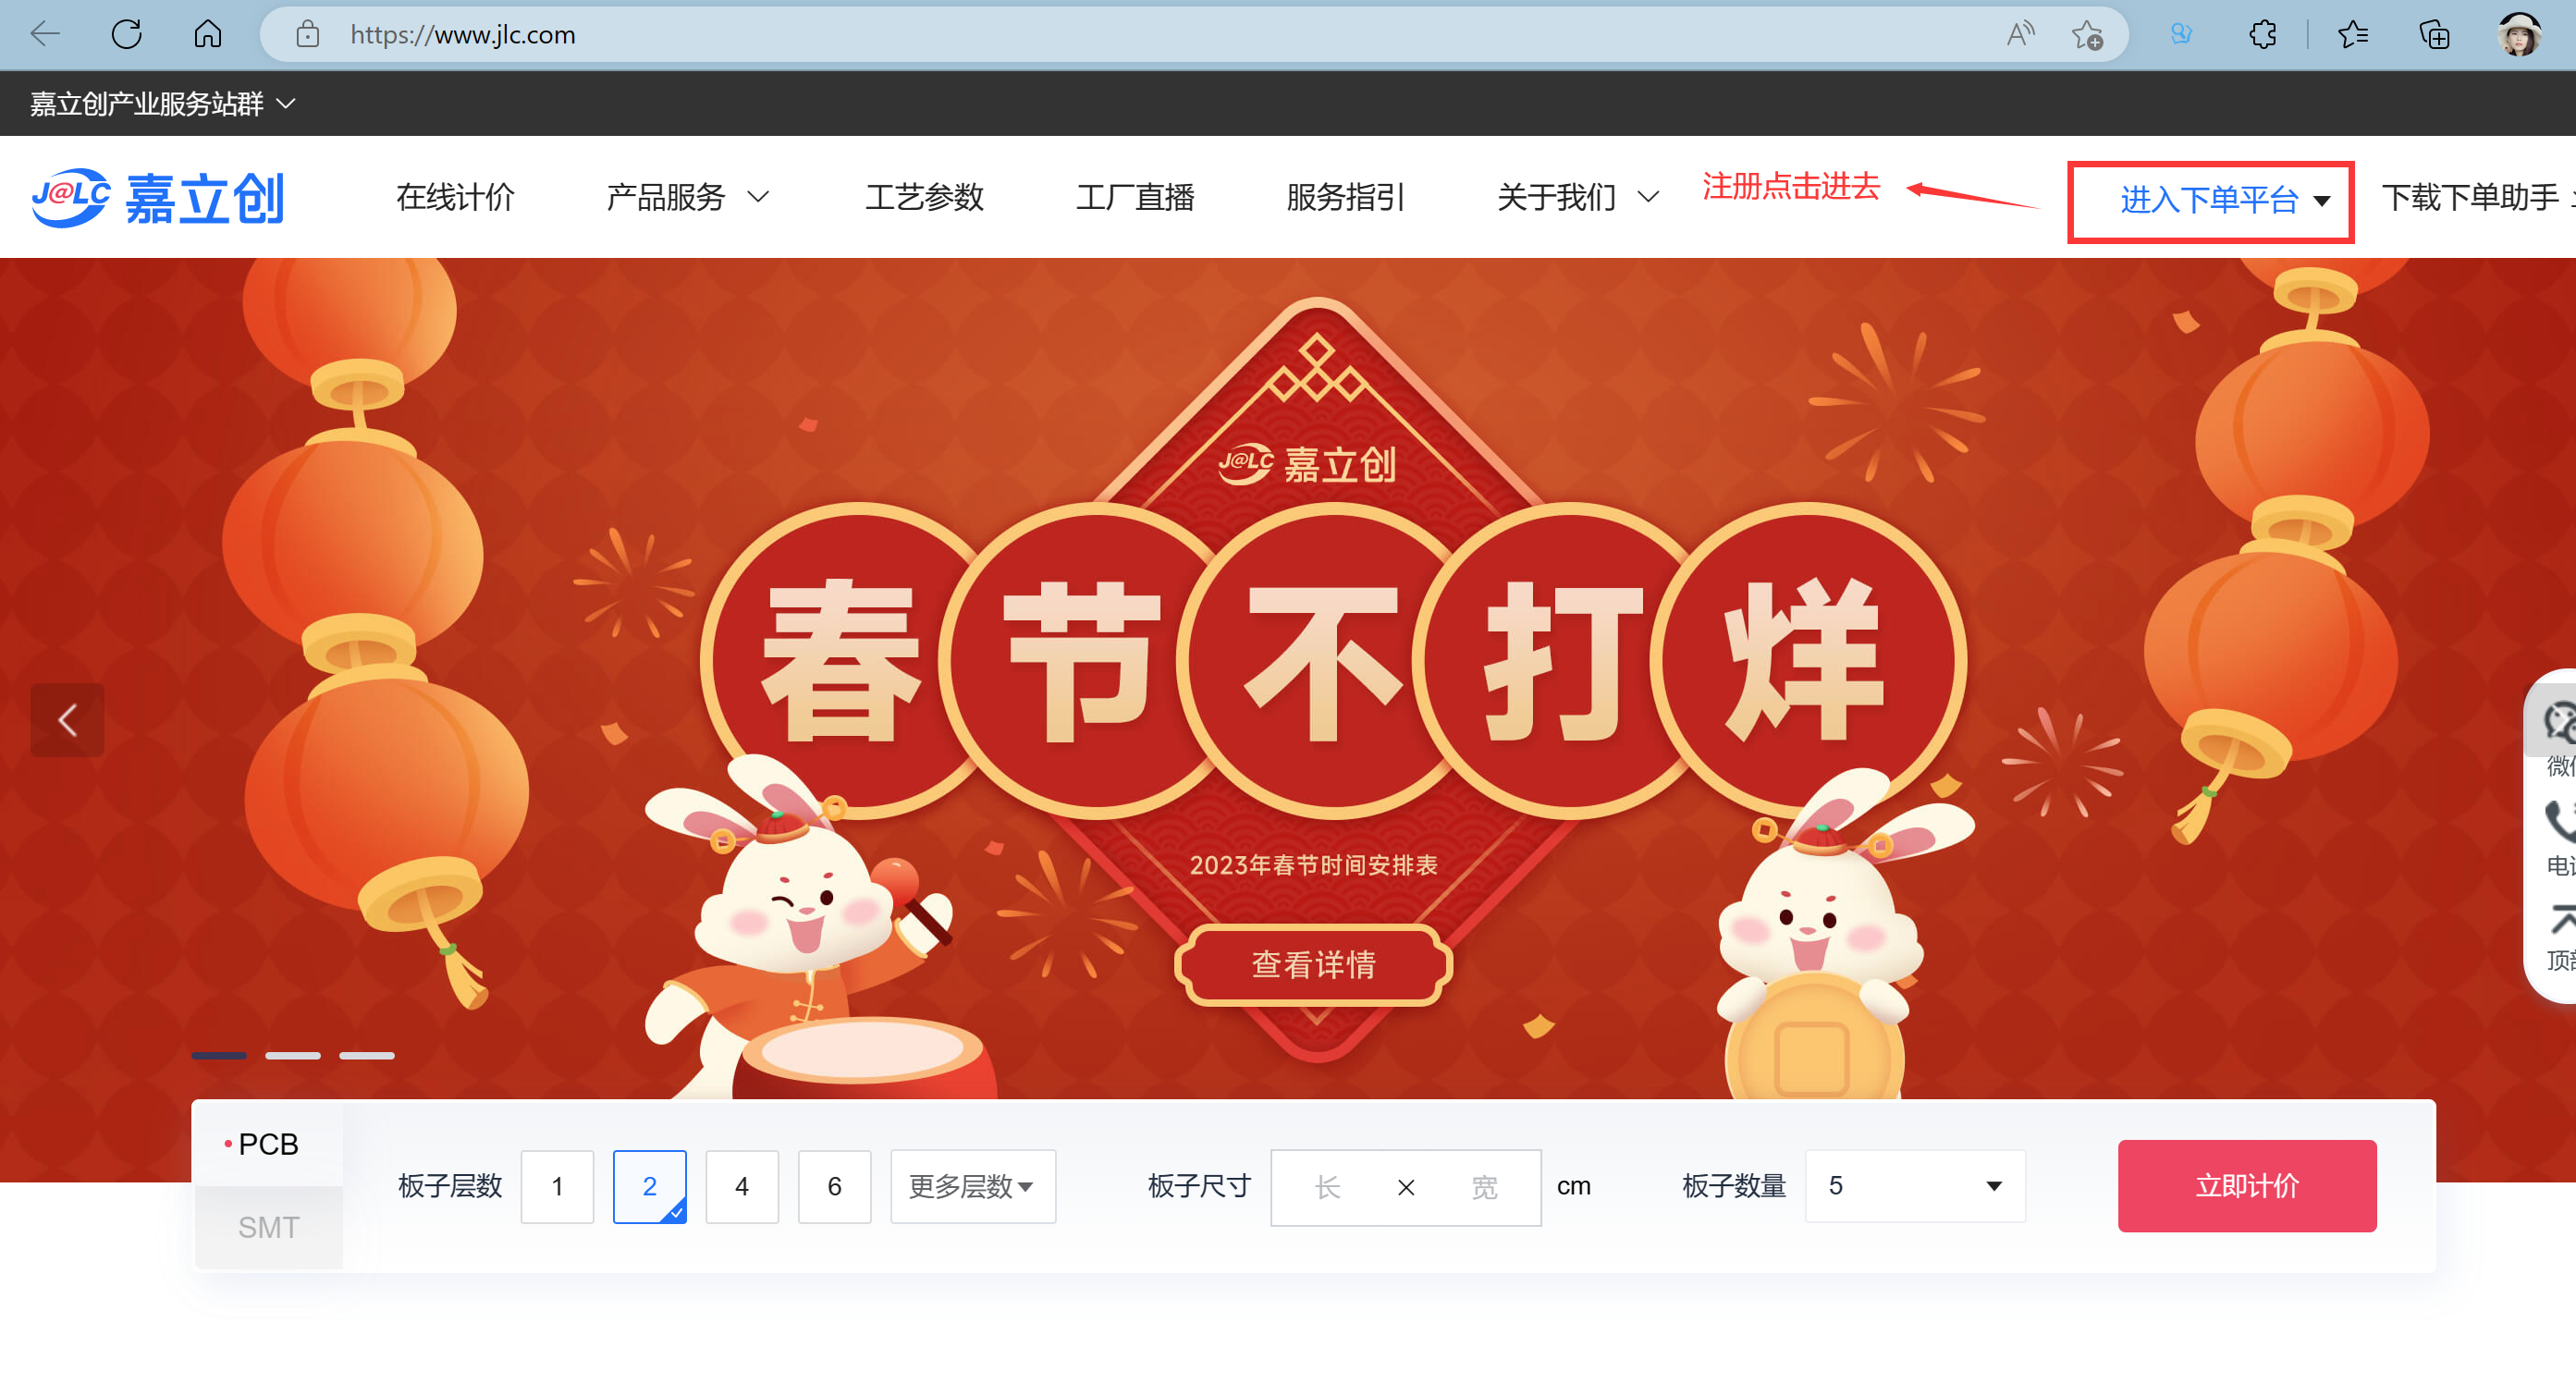 https://www.jlc.com
嘉立创产业服务站群
J@LC 嘉立创
在线计价
产品服务
工艺参数
工厂直播
服务指引
关于我们
注册点击进去
进入下单平台
下载下单助手
J@LC 嘉立创
春节不打烊
2023年春节时间安排表
查看详情
电
顶部
PCB
SMT
板子层数
1
2
4
6
更多层数
板子尺寸
长 × 宽
cm
板子数量
5
立即计价